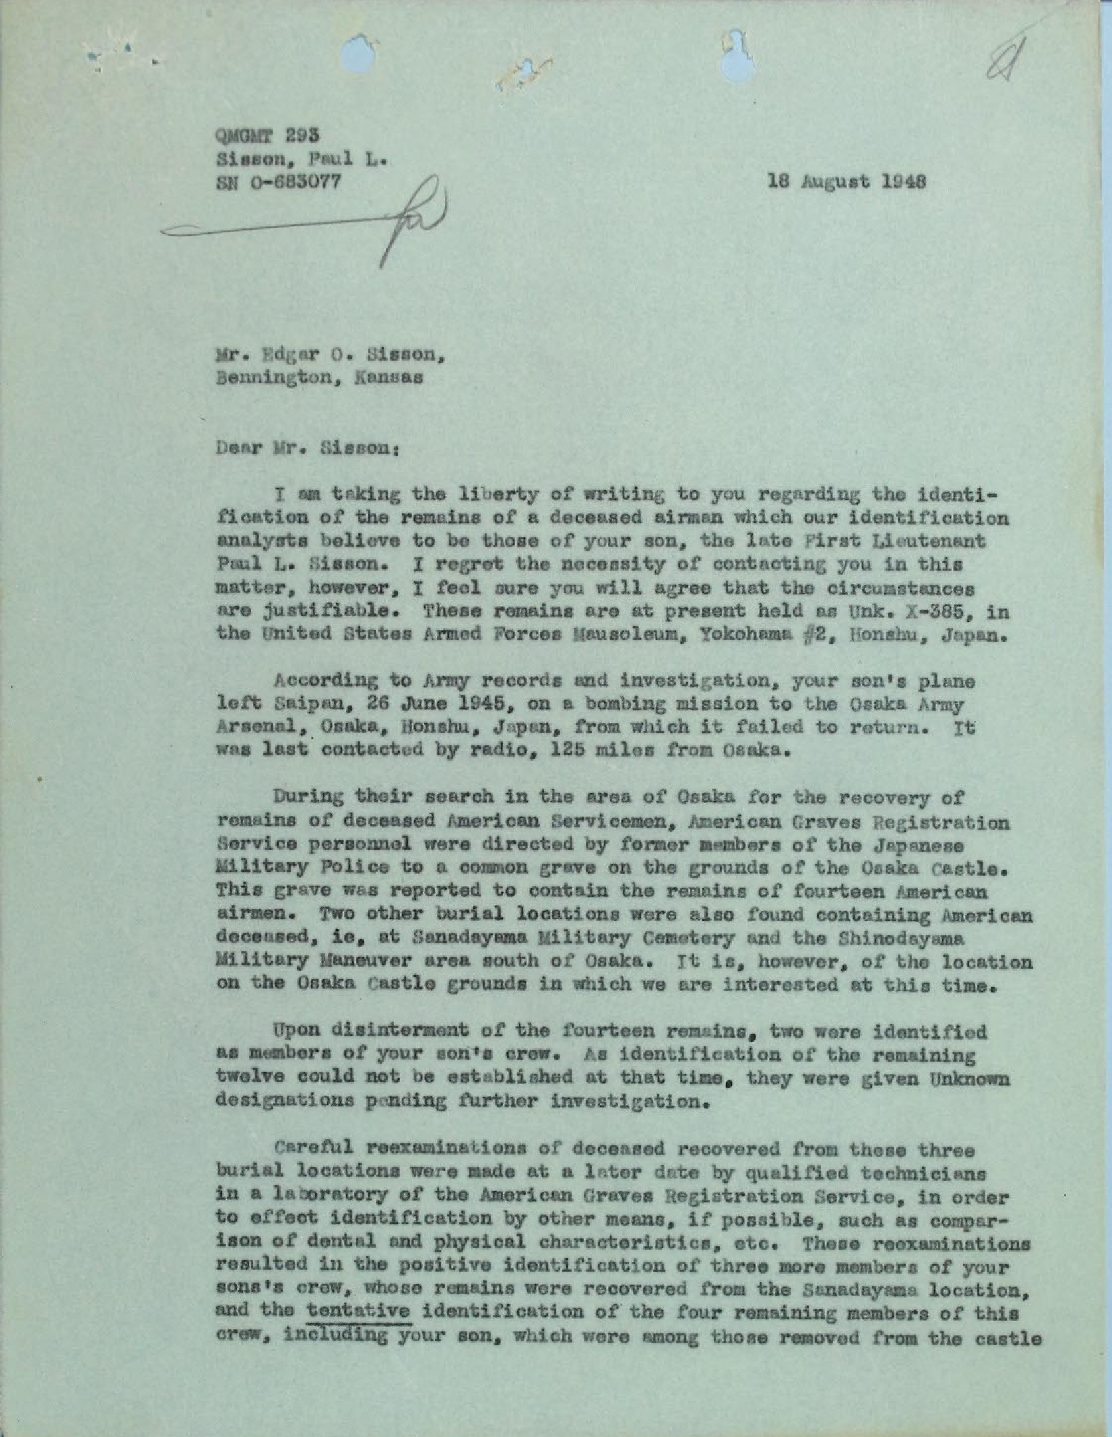 QMGMT 293
Sisson, Paul L.
SN O-683077
18 August 1948
Mr. Edgar O. Sisson,
Bennington, Kansas
Dear Mr. Sisson:
I am taking the liberty of writing to you regarding the identi-
fication of the remains of a deceased airman which our identification
analysts believe to be those of your son, the late First Lieutenant
Paul L. Sisson. I regret the necessity of contacting you in this
matter, however, I feel sure you will agree that the circumstances
are justifiable. These remains are at present held as Unk. X-385, in
the United States Armed Forces Mausoleum, Yokohama #2, Honshu, Japan.
According to Army records and investigation, your son's plane
left Saipan, 26 June 1945, on a bombing mission to the Osaka Army
Arsenal, Osaka, Honshu, Japan, from which it failed to return. It
was last contacted by radio, 125 miles from Osaka.
During their search in the area of Osaka for the recovery of
remains of deceased American Servicemen, American Graves Registration
Service personnel were directed by former members of the Japanese
Military Police to a common grave on the grounds of the Osaka Castle.
This grave was reported to contain the remains of fourteen American
airmen. Two other burial locations were also found containing American
deceased, ie, at Sanadayama Military Cemetery and the Shinodayama
Military Maneuver area south of Osaka. It is, however, of the location
on the Osaka Castle grounds in which we are interested at this time.
Upon disinterment of the fourteen remains, two were identified
as members of your son's crew. As identification of the remaining
twelve could not be established at that time, they were given Unknown
designations pending further investigation.
Careful reexaminations of deceased recovered from these three
burial locations were made at a later date by qualified technicians
in a laboratory of the American Graves Registration Service, in order
to effect identification by other means, if possible, such as compar-
ison of dental and physical characteristics, etc. These reexaminations
resulted in the positive identification of three more members of your
sons's crew, whose remains were recovered from the Sanadayama location,
and the tentative identification of the four remaining members of this
crew, including your son, which were among those removed from the castle